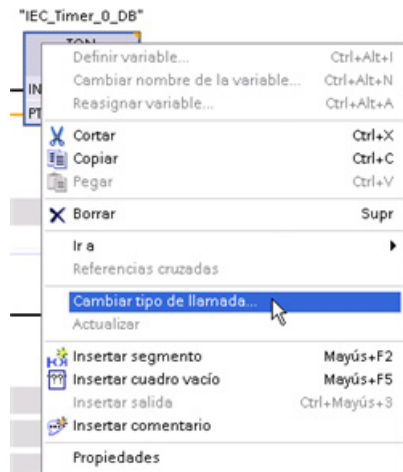 "IEC_Timer_0_DB"
TON
IN
PT
Definir variable... Ctrl+Alt+I
Cambiar nombre de la variable... Ctrl+Alt+N
Reasignar variable... Ctrl+Alt+A
Cortar Ctrl+X
Copiar Ctrl+C
Pegar Ctrl+V
Borrar Supr
Ir a
Referencias cruzadas
Cambiar tipo de llamada...
Actualizar
Insertar segmento Mayús+F2
Insertar cuadro vacío Mayús+F5
Insertar salida Ctrl+Mayús+3
Insertar comentario
Propiedades